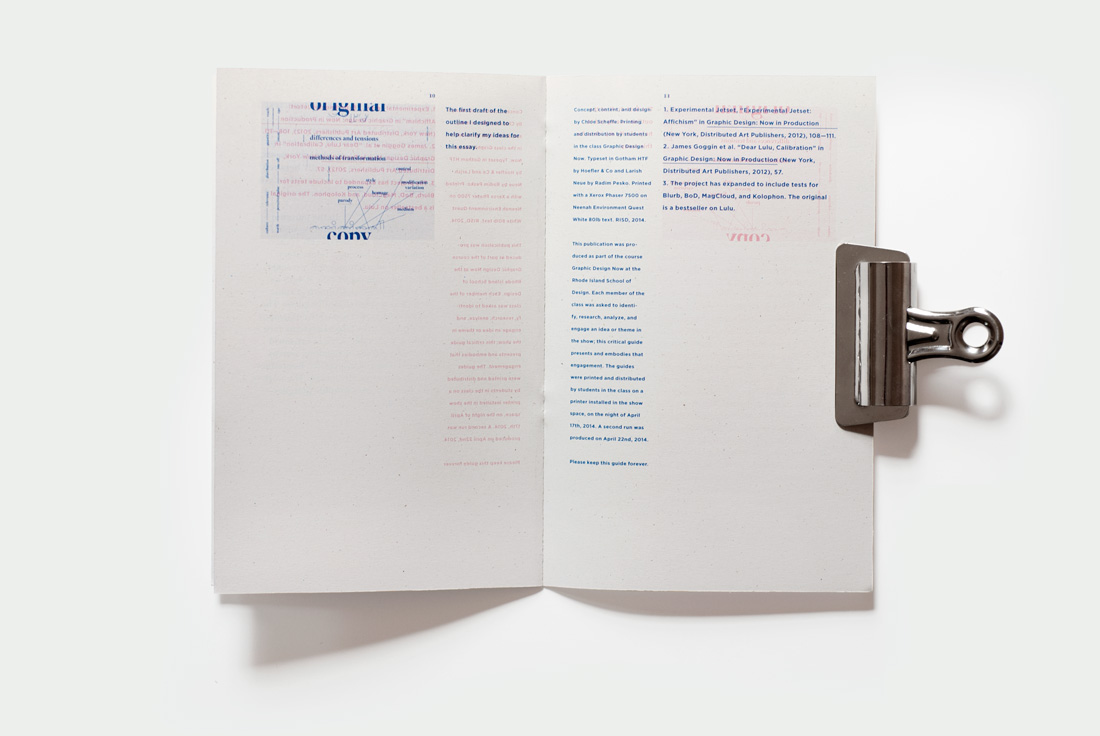 10
original
differences and tensions
methods of transformation
control
style
modification
process
variation
homage
parody
medium
copy
The first draft of the
outline I designed to
help clarify my ideas for
this essay.
11
Concept, content, and design
by Chloe Scheffe. Printing
and distribution by students
in the class Graphic Design
Now. Typeset in Gotham HTF
by Hoefler & Co and Larish
Neue by Radim Pesko. Printed
with a Xerox Phaser 7500 on
Neenah Environment Quest
White 80lb text. RISD, 2014.
This publication was pro-
duced as part of the course
Graphic Design Now at the
Rhode Island School of
Design. Each member of the
class was asked to identi-
fy, research, analyze, and
engage an idea or theme in
the show; this critical guide
presents and embodies that
engagement. The guides
were printed and distributed
by students in the class on a
printer installed in the show
space, on the night of April
17th, 2014. A second run was
produced on April 22nd, 2014.
Please keep this guide forever.
1. Experimental Jetset, "Experimental Jetset:
Affichism" in Graphic Design: Now in Production
(New York, Distributed Art Publishers, 2012), 108—111.
2. James Goggin et al. "Dear Lulu, Calibration" in
Graphic Design: Now in Production (New York,
Distributed Art Publishers, 2012), 57.
3. The project has expanded to include tests for
Blurb, BoD, MagCloud, and Kolophon. The original
is a bestseller on Lulu.